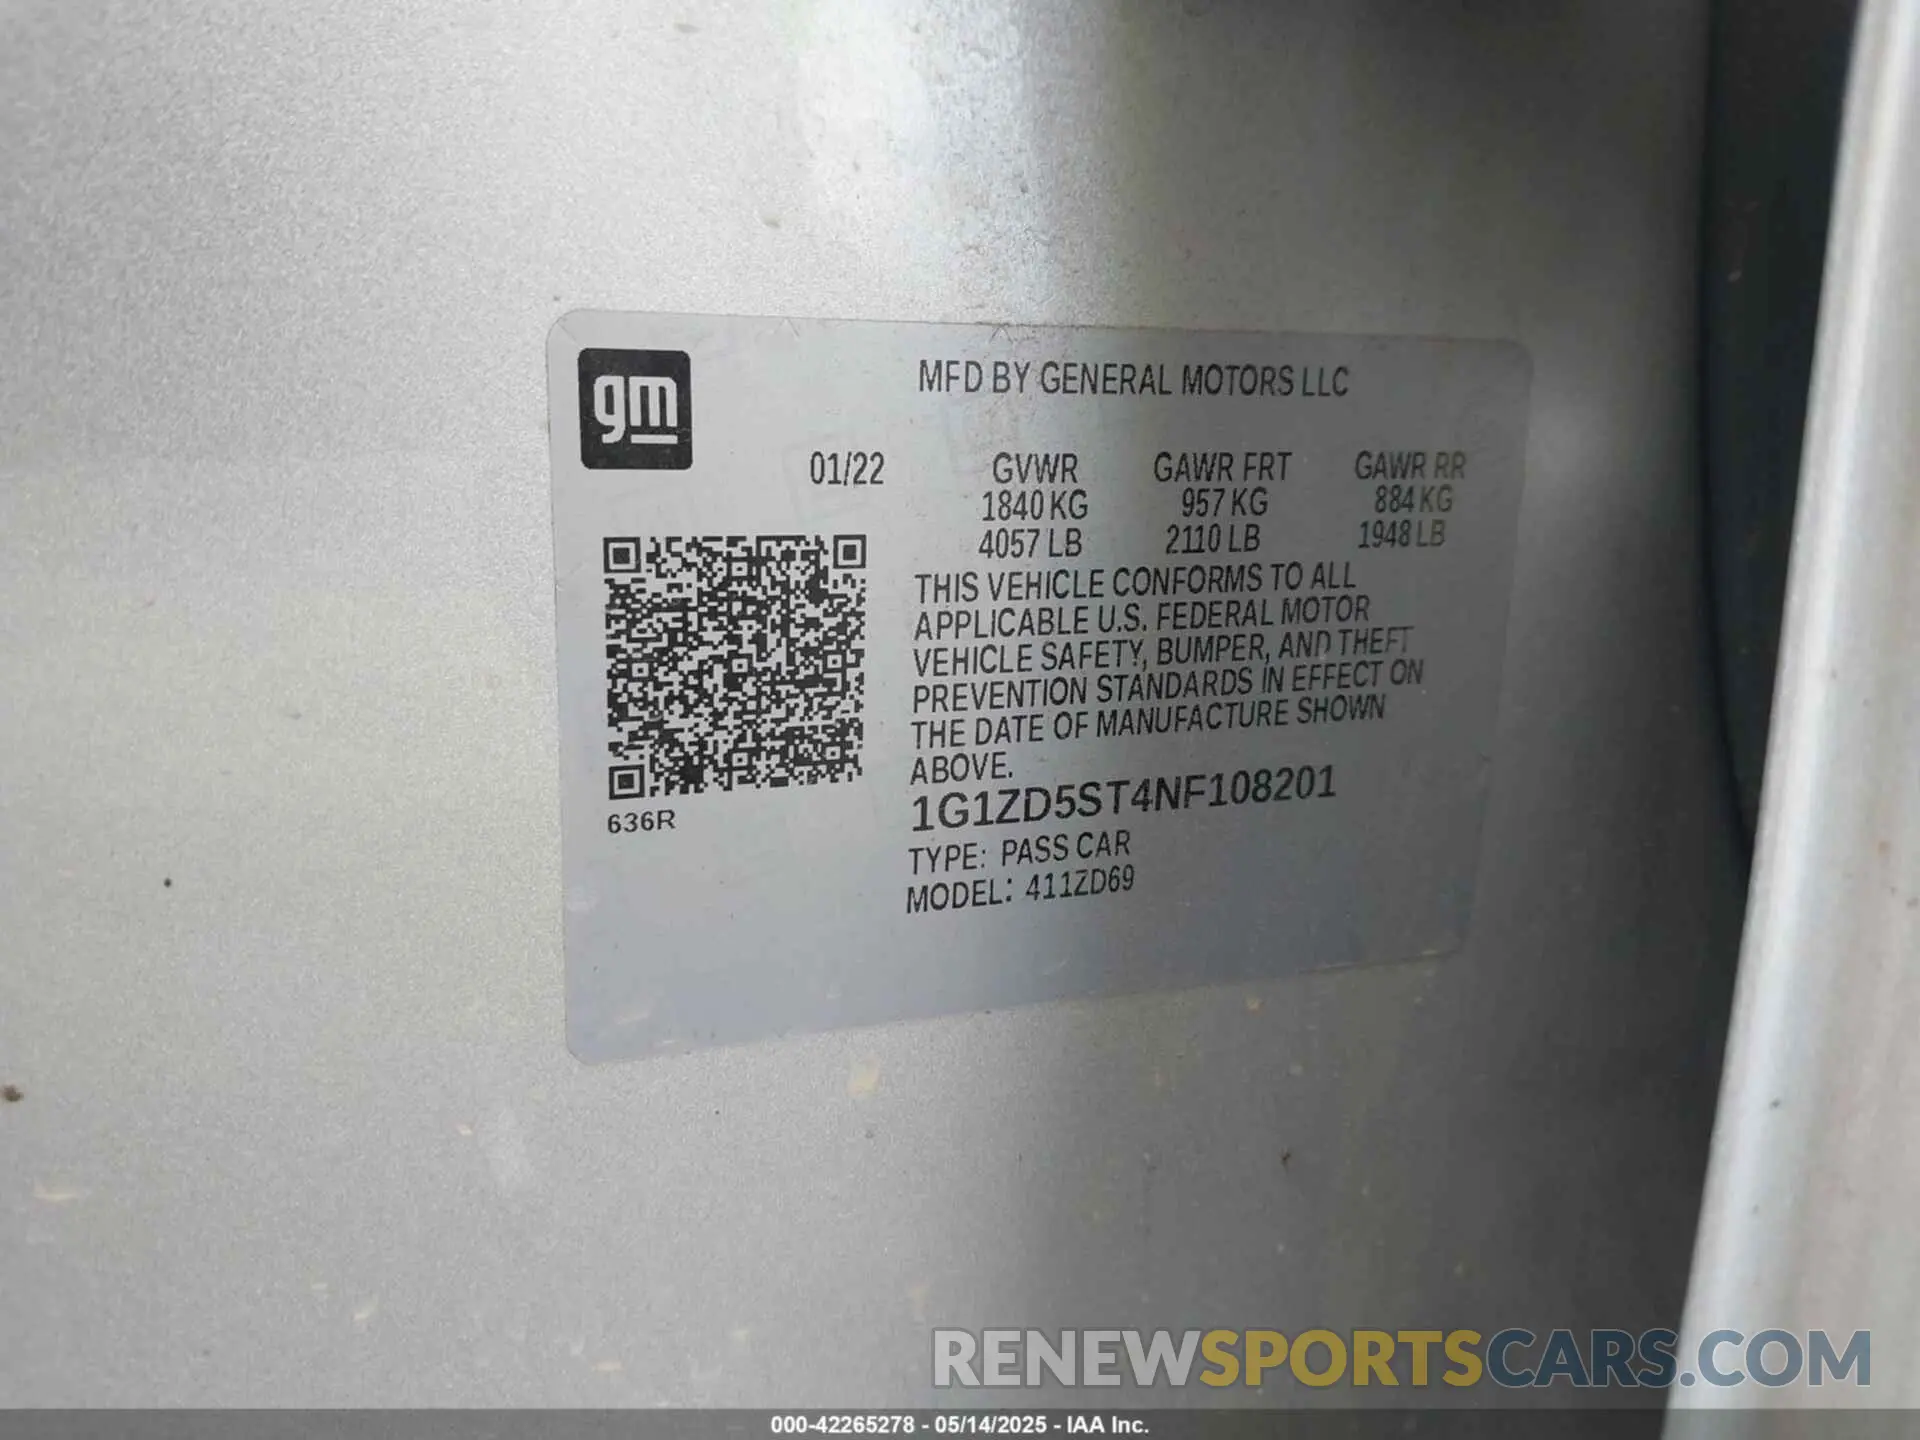 gm
MFD BY GENERAL MOTORS LLC
01/22 GVWR GAWR FRT GAWR RR
1840 KG 957 KG 884 KG
4057 LB 2110 LB 1948 LB
THIS VEHICLE CONFORMS TO ALL
APPLICABLE U.S. FEDERAL MOTOR
VEHICLE SAFETY, BUMPER, AND THEFT
PREVENTION STANDARDS IN EFFECT ON
THE DATE OF MANUFACTURE SHOWN
ABOVE.
1G1ZD5ST4NF108201
636R
TYPE: PASS CAR
MODEL: 411ZD69
RENEWSPORTSCARS.COM
000-42265278 - 05/14/2025 - IAA Inc.